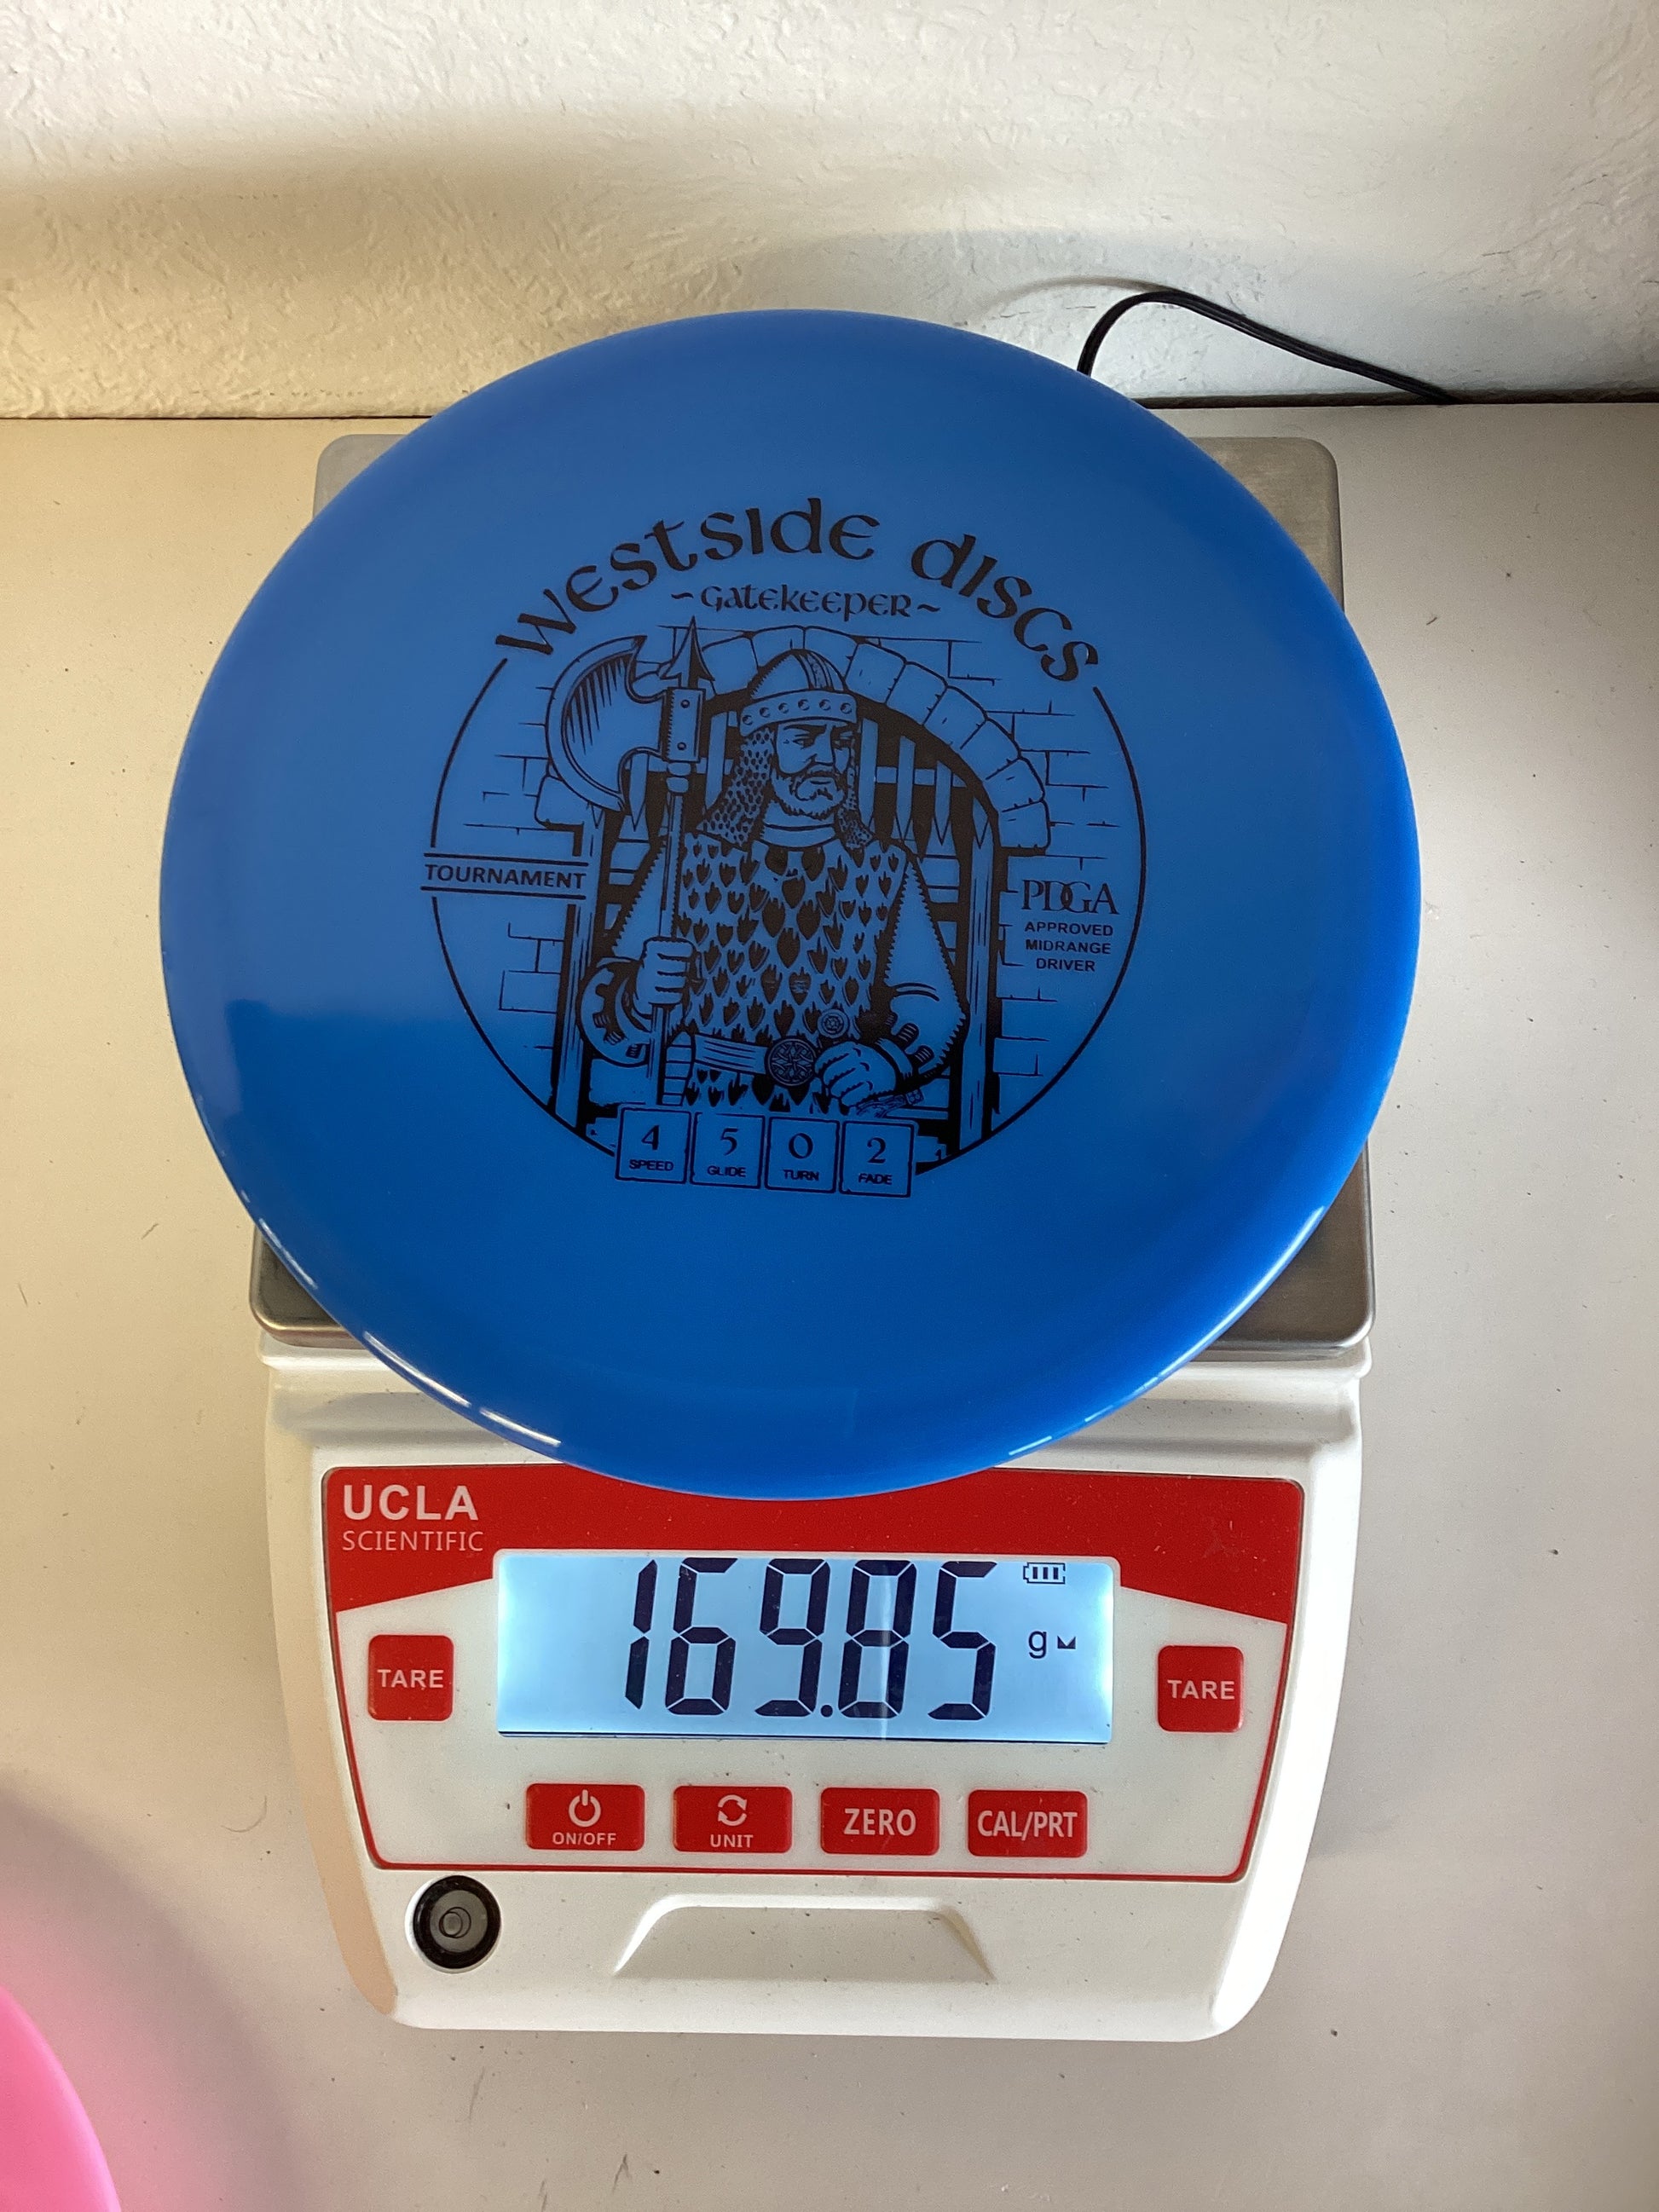 Westside discs
~Gatekeeper~
TOURNAMENT
PDGA
APPROVED
MIDRANGE
DRIVER
4 5 0 2
SPEED GLIDE TURN FADE
UCLA
SCIENTIFIC
169.85 g
TARE TARE
ON/OFF UNIT ZERO CAL/PRT